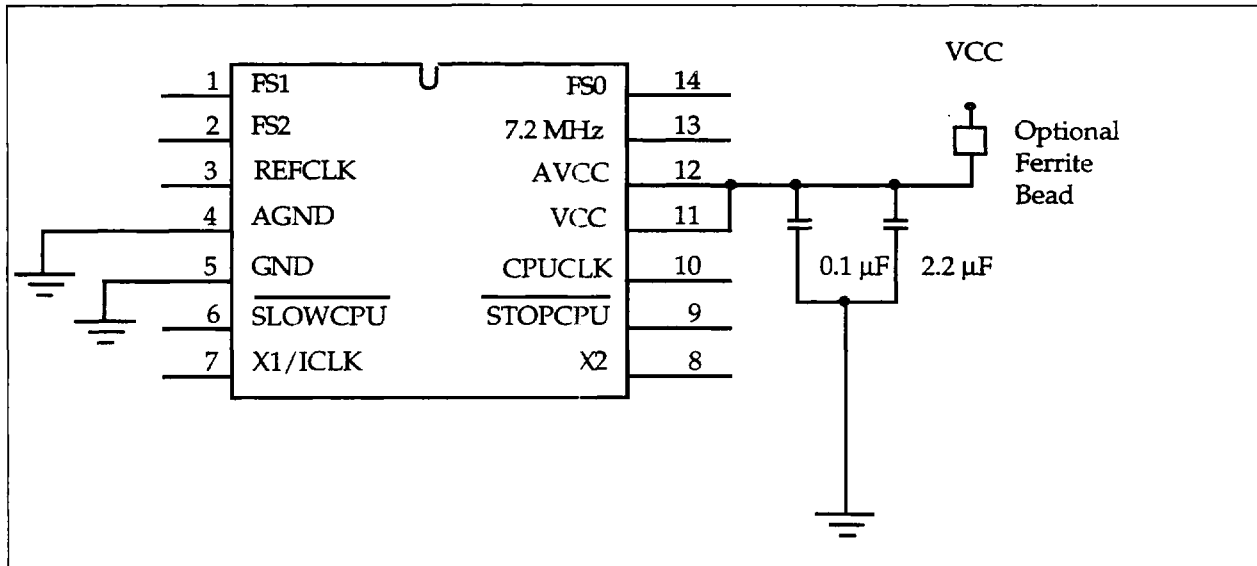 VCC
Optional
Ferrite
Bead
1 FS1 FS0 14
2 FS2 7.2 MHz 13
3 REFCLK AVCC 12
4 AGND VCC 11
5 GND CPUCLK 10
6 SLOWCPU STOPCPU 9
7 X1/ICLK X2 8
0.1 µF 2.2 µF